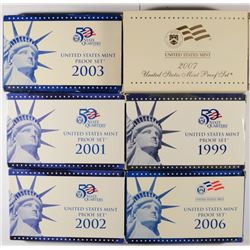 50
STATE
QUARTERS
UNITED STATES MINT
PROOF SET
2003
2007
United States Mint Proof Set
50
STATE
QUARTERS
UNITED STATES MINT
PROOF SET
2001
50
STATE
QUARTERS
UNITED STATES MINT
PROOF SET
1999
50
STATE
QUARTERS
UNITED STATES MINT
PROOF SET
2002
UNITED STATES MINT
PROOF SET
2006